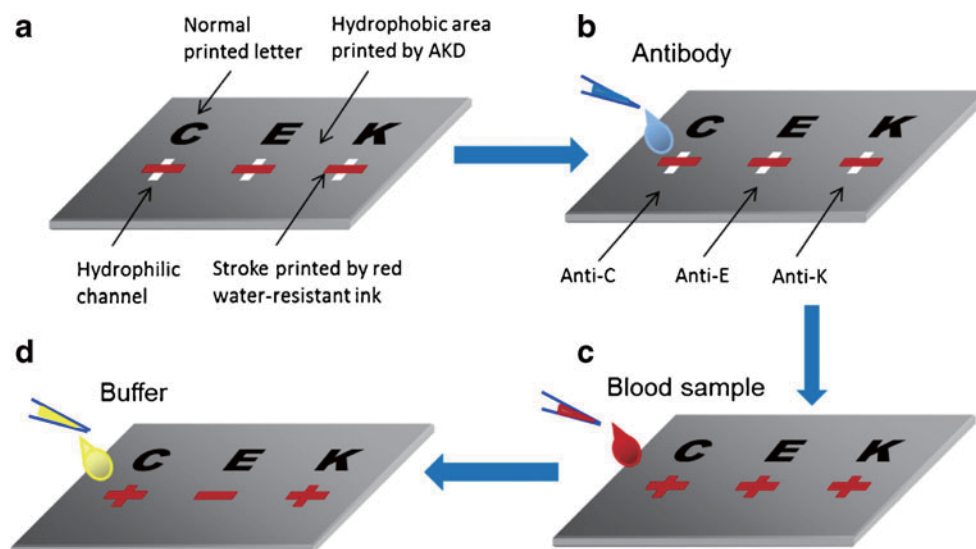 a
Normal
printed letter
Hydrophobic area
printed by AKD
C E K
Hydrophilic
channel
Stroke printed by red
water-resistant ink
b
Antibody
C E K
Anti-C
Anti-E
Anti-K
d
Buffer
C E K
c
Blood sample
C E K